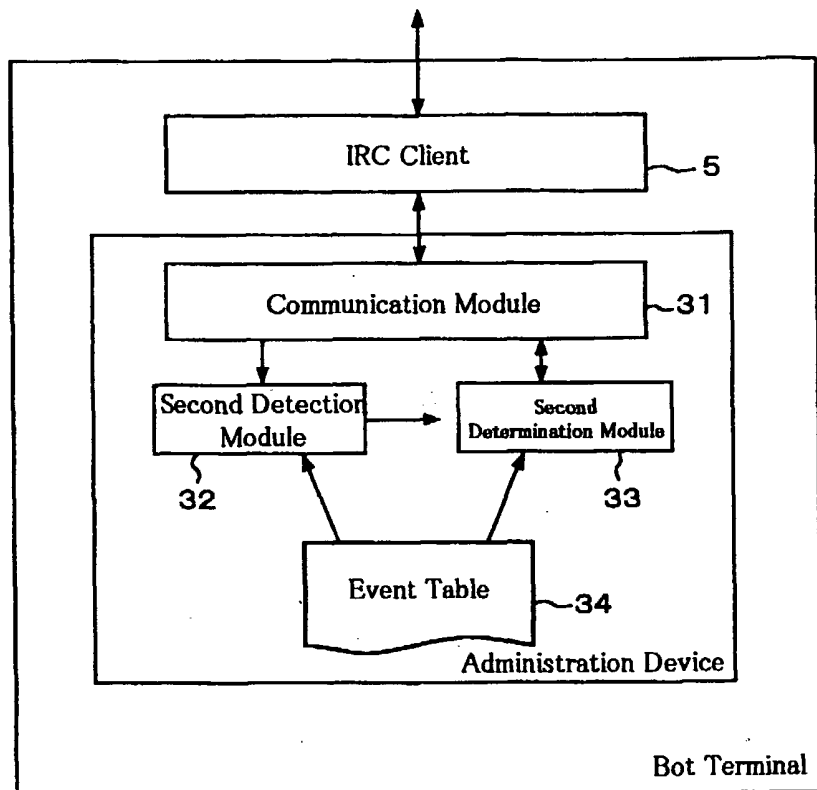 IRC Client
5
Communication Module
31
Second Detection
Module
Second
Determination Module
32
33
Event Table
34
Administration Device
Bot Terminal